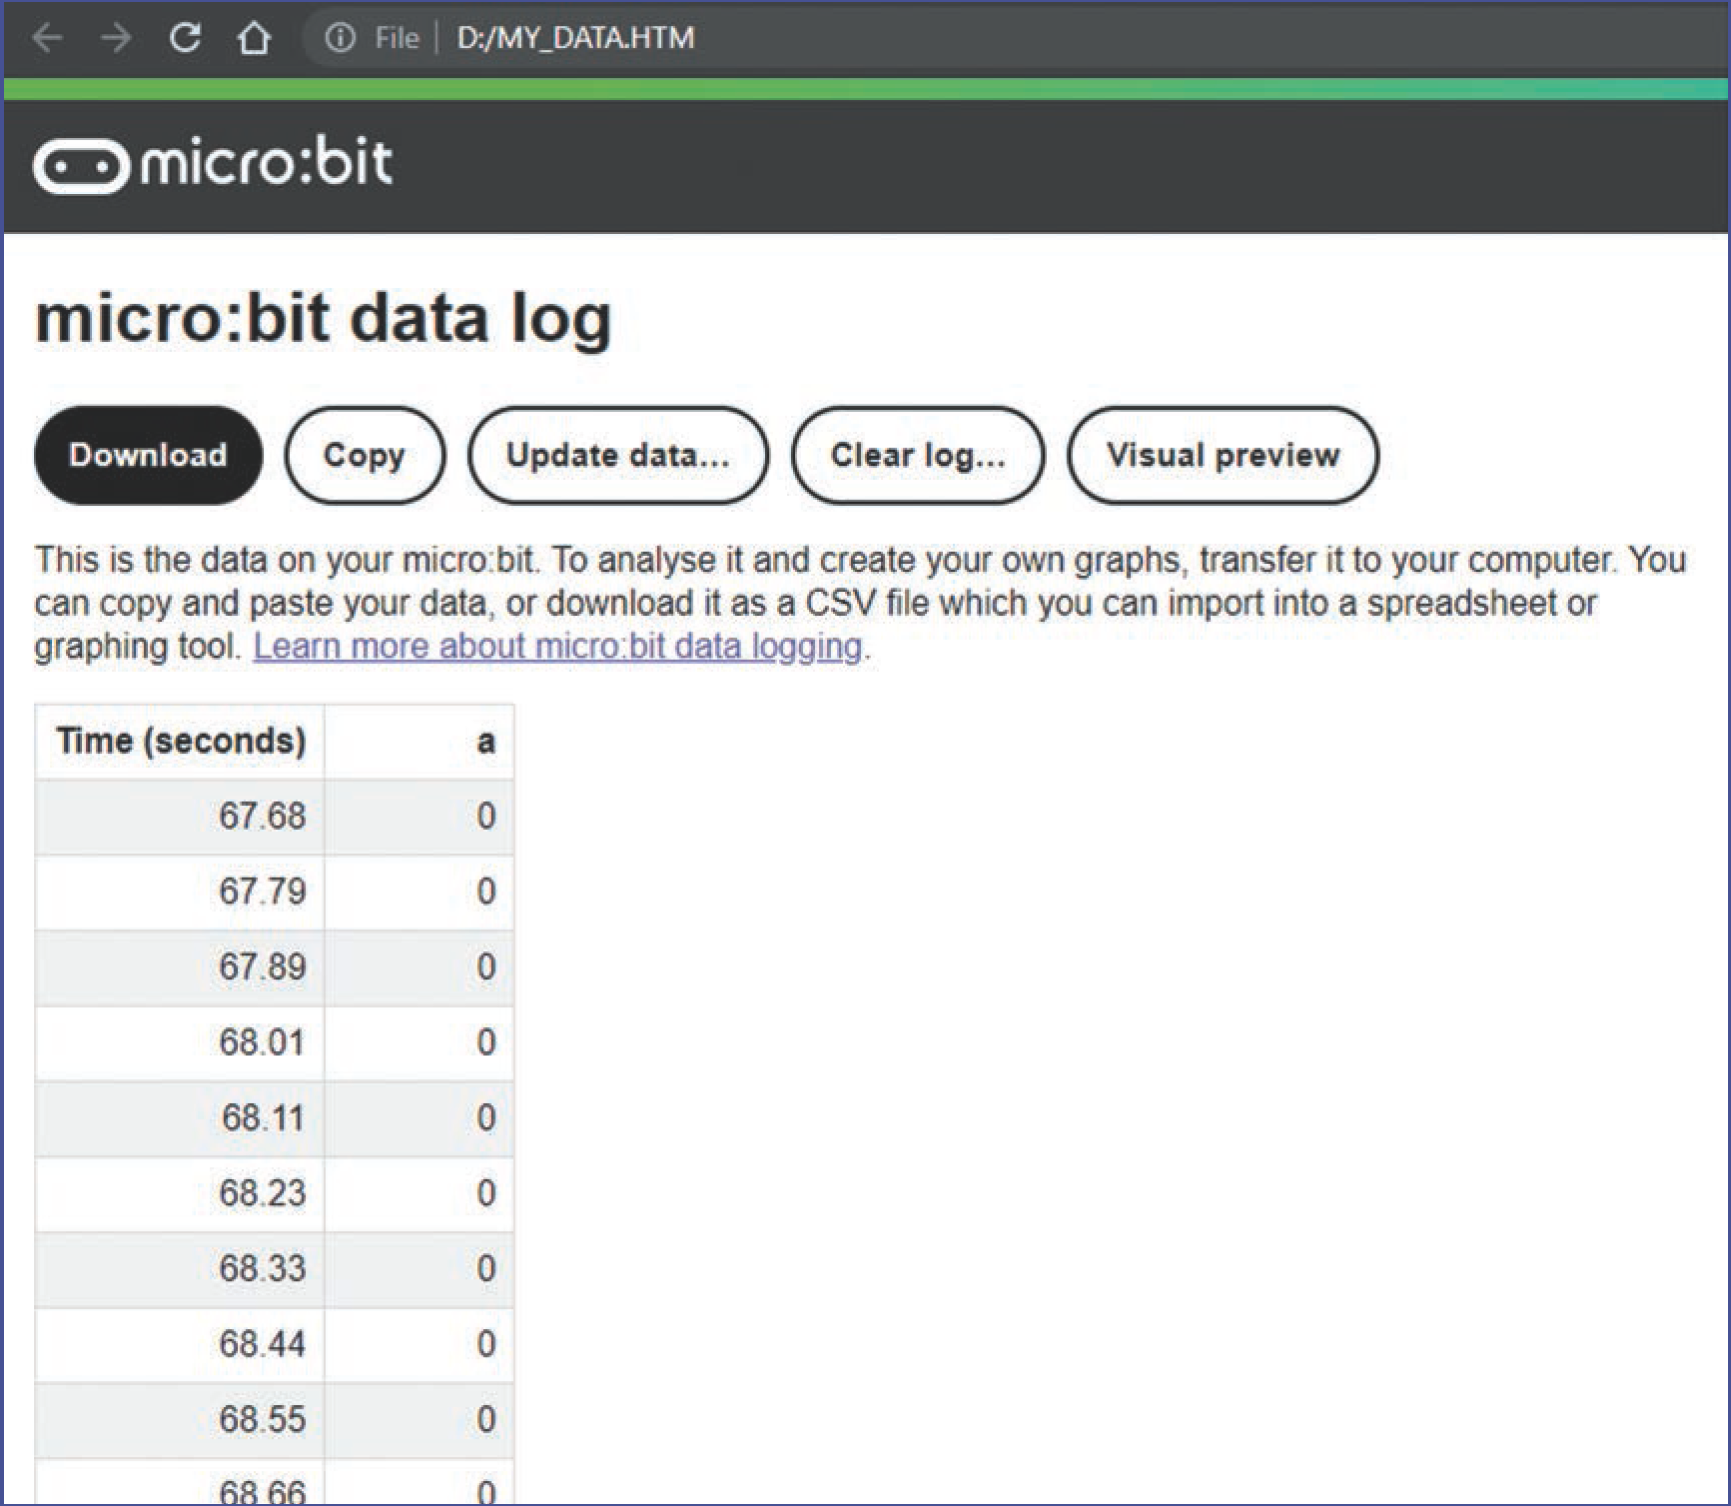 File | D:/MY_DATA.HTM
micro:bit
micro:bit data log
Download Copy Update data... Clear log... Visual preview
This is the data on your micro:bit. To analyse it and create your own graphs, transfer it to your computer. You
can copy and paste your data, or download it as a CSV file which you can import into a spreadsheet or
graphing tool. Learn more about micro:bit data logging.
Time (seconds) a
67.68 0
67.79 0
67.89 0
68.01 0
68.11 0
68.23 0
68.33 0
68.44 0
68.55 0
68.66 0